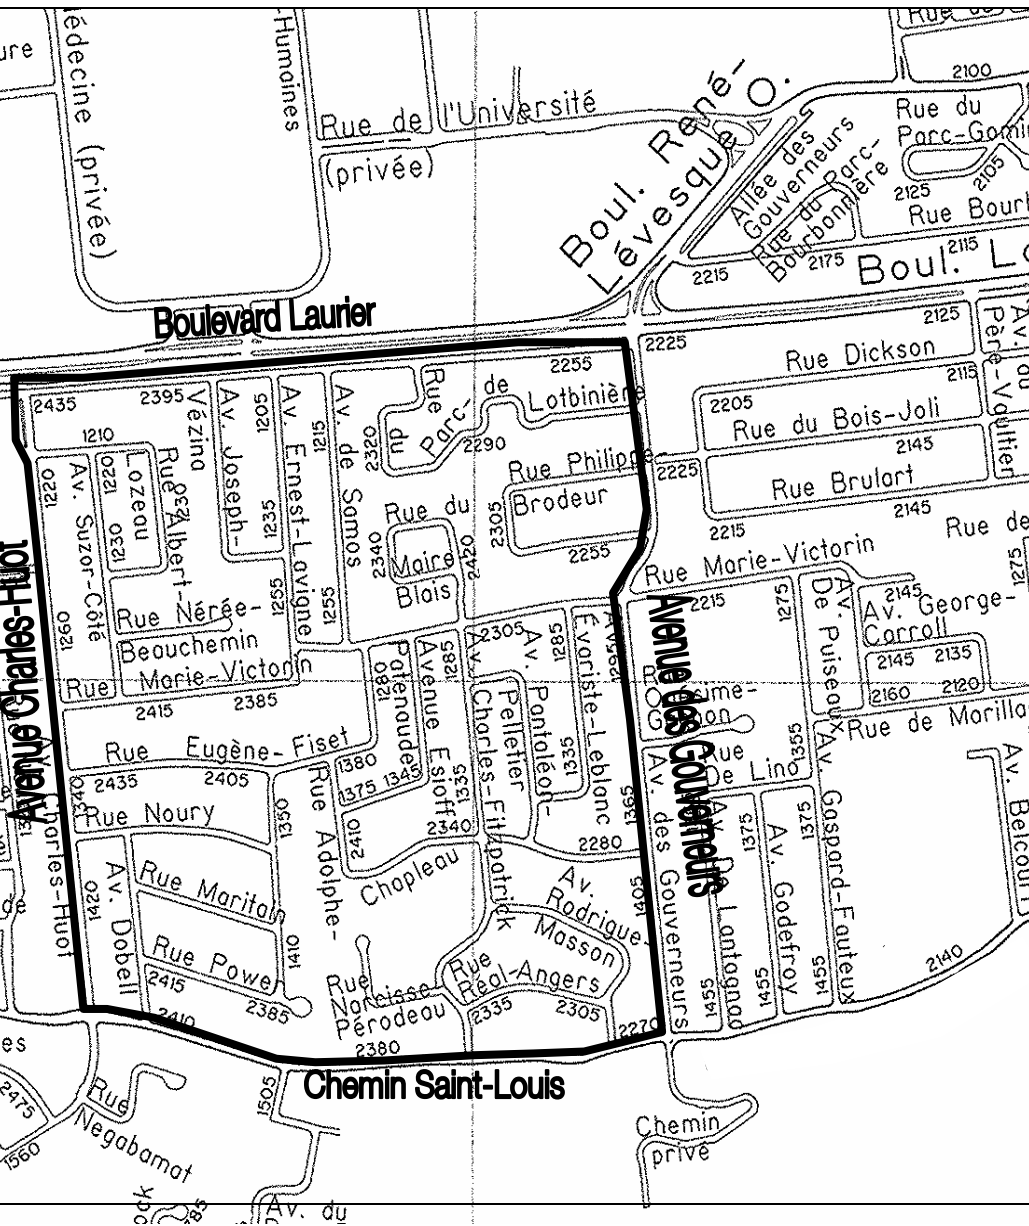 Médecine (privée)
Humaines
Rue de l'Université
(privée)
Boul. René-
Lévesque O.
Allée des
Gouverneurs
Rue du Parc-
Bourbonnière
2100
Rue du
Parc-Gomin
2105
2125
Rue Bourb
2115
2175
2215
Boul. La
Boulevard Laurier
2125
2225
2255
Rue Dickson
2115
Av. du
Père-Vaultier
2205
Rue du Bois-Joli
2145
2225
Rue Brulart
2145
2215
Rue de
2435
2395
1210
1220
Av. Suzor-Côté
1260
1220
Lozeau
1230
Rue Albert-
Vézina
1230
Av. Joseph-
1205
1235
Av. Ernest-Lavigne
1255
1215
1255
Av. de Samos
2320
Rue du Parc-
de Lotbinière
2290
Rue Philippe-
Brodeur
2305
2255
Rue du
Maire
Blais
2340
2420
Rue Marie-Victorin
2215
1275
1275
Av. De Puiseaux
2145
Av. George-
Carroll
2145 2135
2160
2120
Rue de Morilla
Rue Nérée-
Beauchemin
Rue Marie-Victorin
2415
2385
1280
Patenaude
1285
Avenue Esioff
1335
2305
Av. Charles-Fitzpatrick
Av. Pantaléon-
Pelletier
1285
Évariste-Leblanc
1335
1365
Avenue Charles-Huot
Avenue des Gouverneurs
Rue
De Lino
1355
Rue Eugène-Fiset
2435
2405
1380
1375 1345
Rue Noury
1340
1350
Rue Adolphe-
Chapleau
2410
2340
2280
1375
1375
Av. des Gouverneurs
Av. De Lantagnac
Av. Godefroy
Av. Gaspard-Fauteux
Av. Belcourt
Av. Charles-Huot
1420
Av. Dobell
Rue Maritain
1410
Rue Power
2415
2385
2410
Av.
Rodrigue-
Masson
1405
Rue
Réal-Angers
2335
2305
2270
Rue
Narcisse-
Pérodeau
2380
1455
1455
1455
2140
Chemin Saint-Louis
2475
1560
Rue
Negabamat
1505
Chemin
privé
Av. du